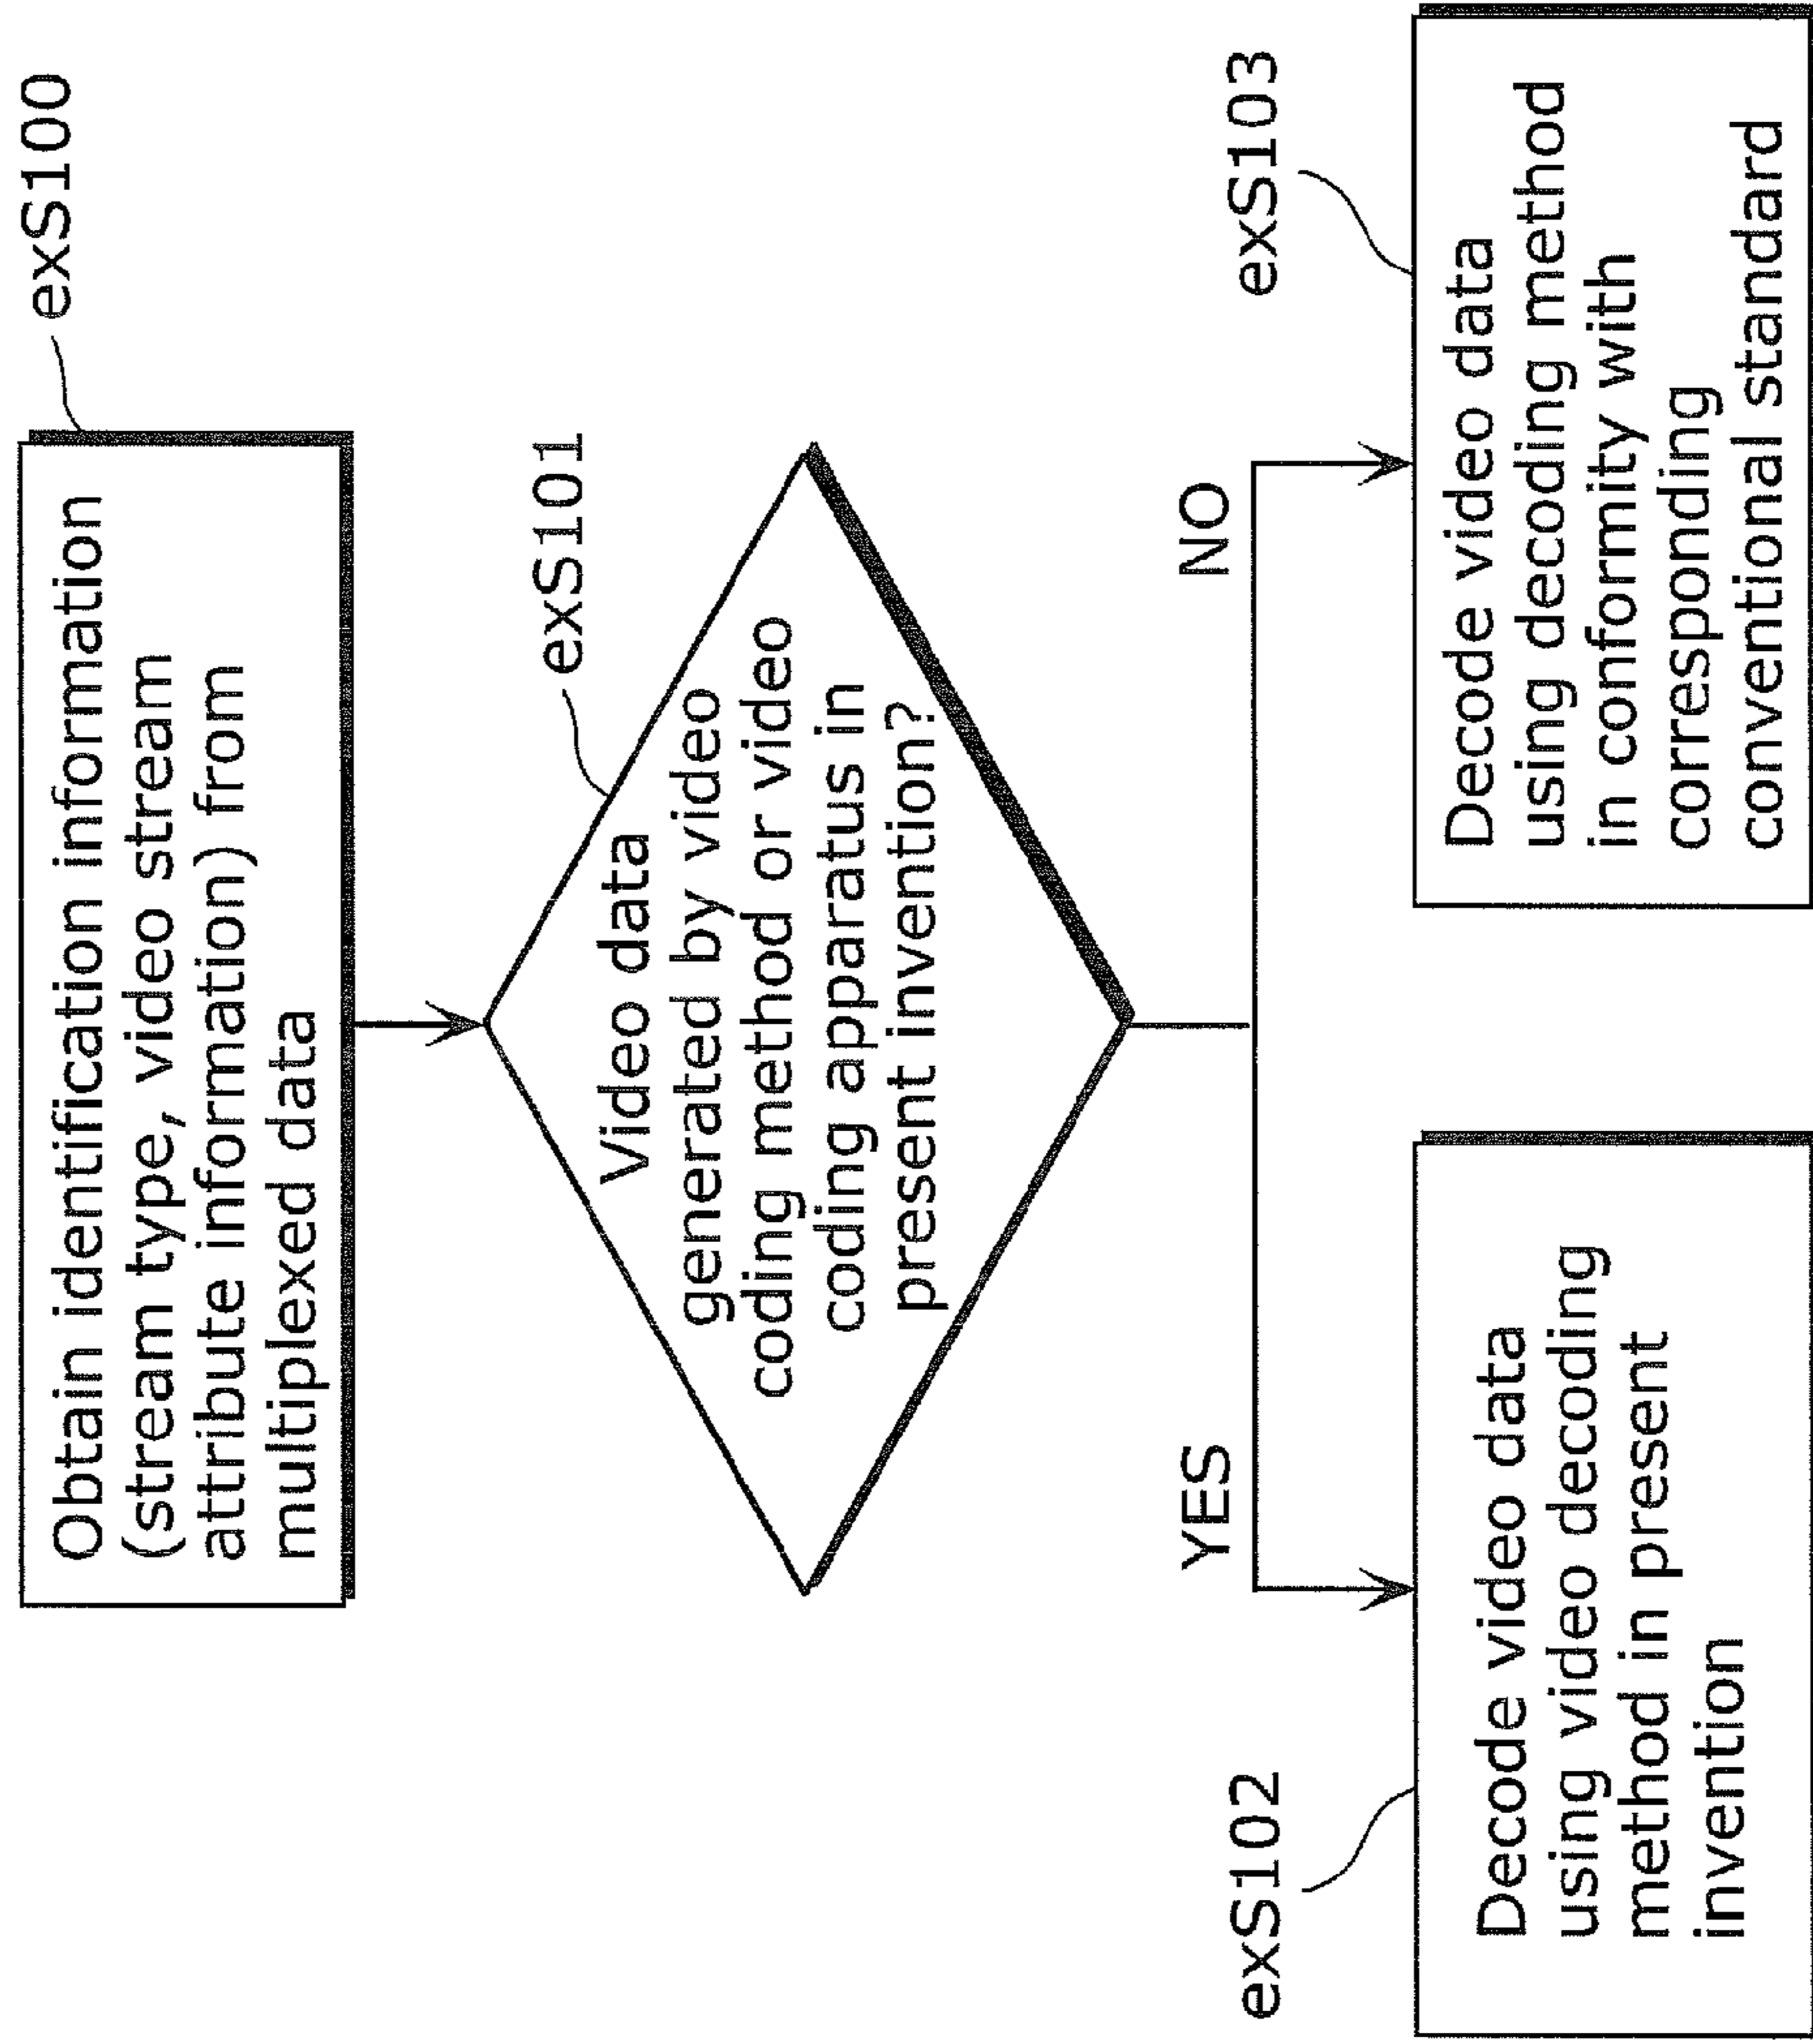 exS100
Obtain identification information
(stream type, video stream
attribute information) from
multiplexed data
exS101
Video data
generated by video
coding method or video
coding apparatus in
present invention?
YES
NO
exS102
Decode video data
using video decoding
method in present
invention
exS103
Decode video data
using decoding method
in conformity with
corresponding
conventional standard